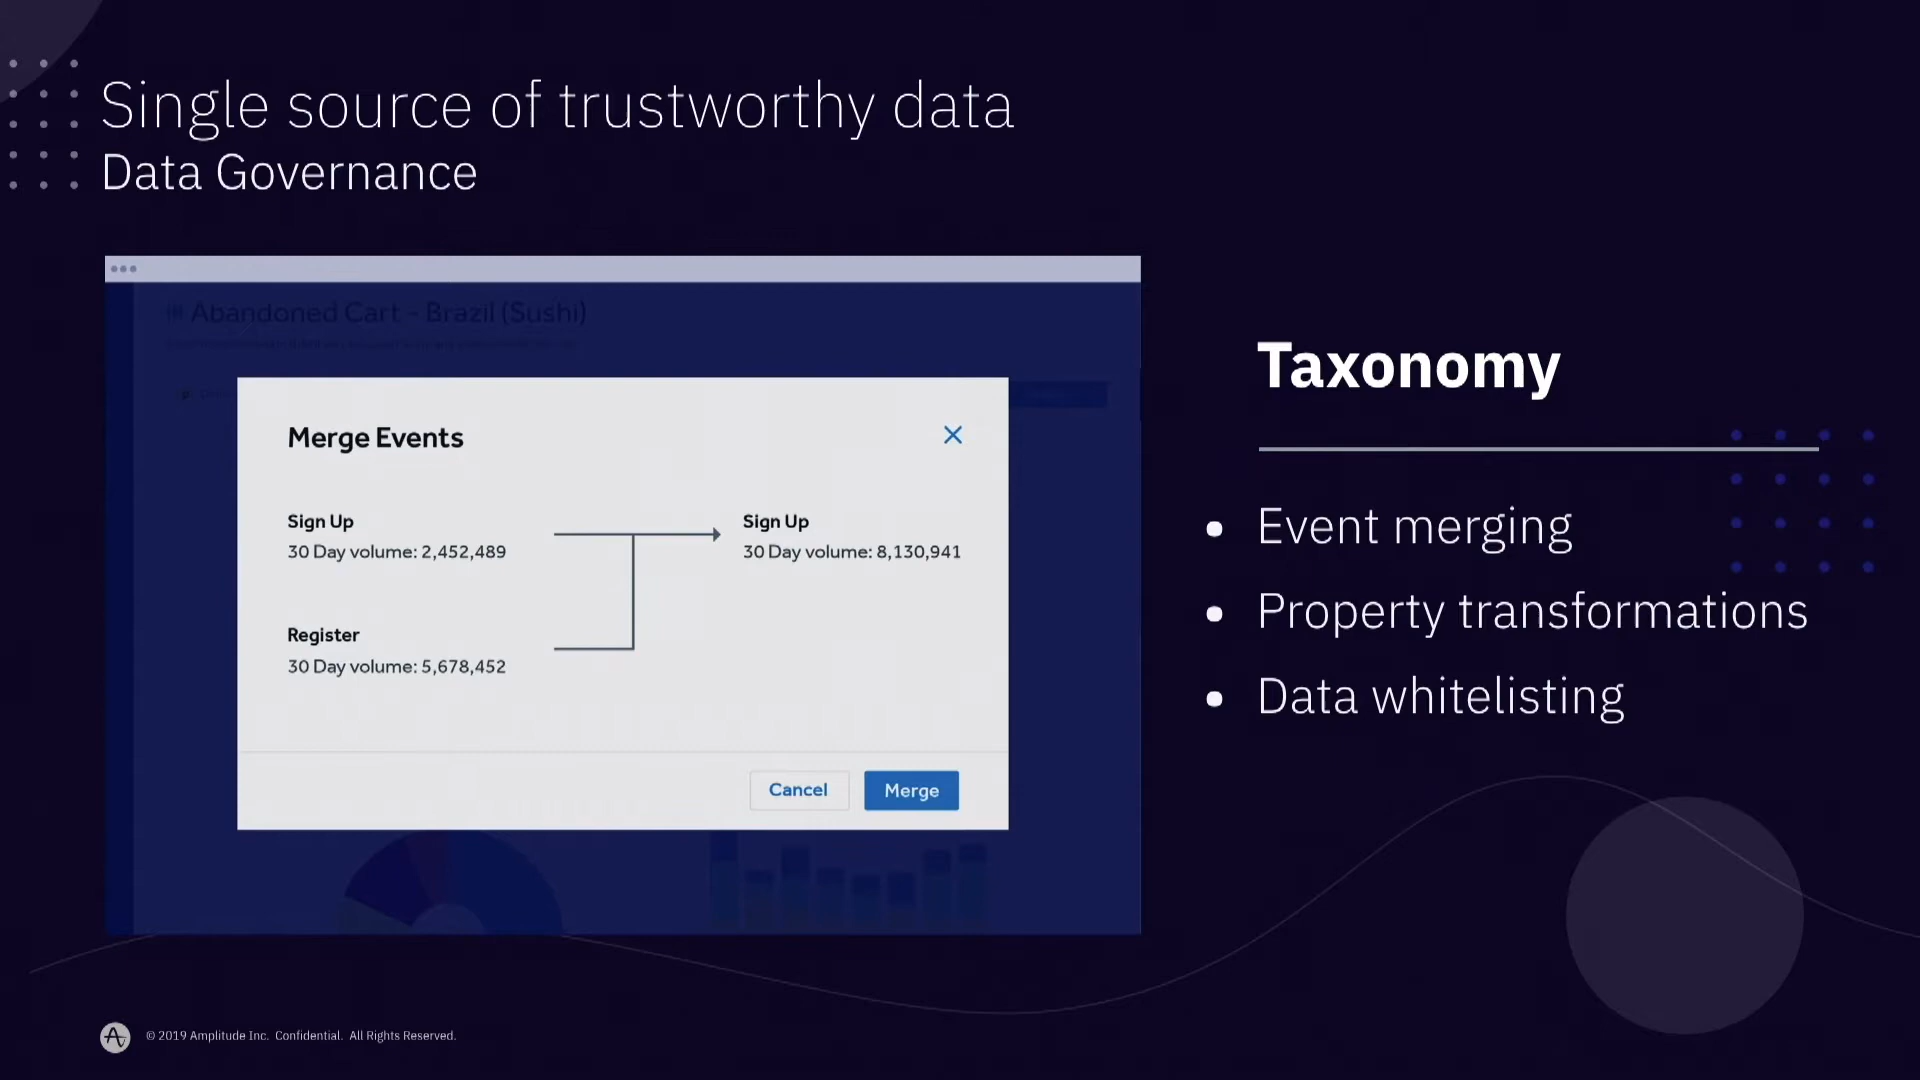 Single source of trustworthy data
Data Governance
Abandoned Cart - Brazil (Sushi)
Merge Events
Sign Up
30 Day volume: 2,452,489
Sign Up
30 Day volume: 8,130,941
Register
30 Day volume: 5,678,452
Cancel
Merge
Taxonomy
• Event merging
• Property transformations
• Data whitelisting
© 2019 Amplitude Inc. Confidential. All Rights Reserved.